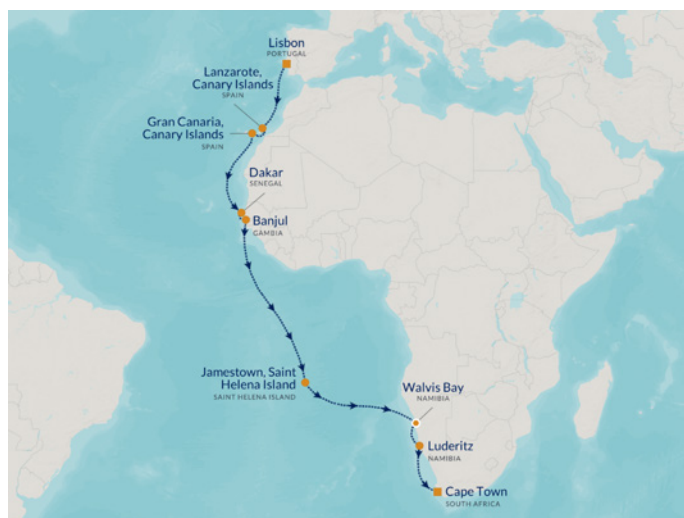 Lisbon
PORTUGAL
Lanzarote,
Canary Islands
SPAIN
Gran Canaria,
Canary Islands
SPAIN
Dakar
SENEGAL
Banjul
GAMBIA
Jamestown, Saint
Helena Island
SAINT HELENA ISLAND
Walvis Bay
NAMIBIA
Luderitz
NAMIBIA
Cape Town
SOUTH AFRICA